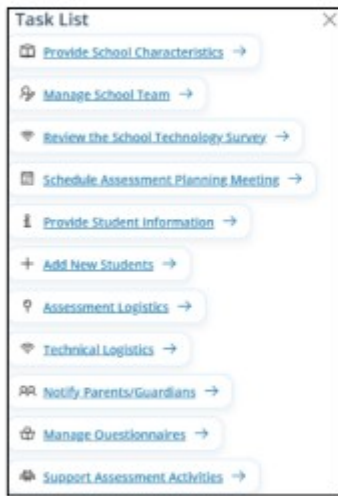 Task List
Provide School Characteristics →
Manage School Team →
Review the School Technology Survey →
Schedule Assessment Planning Meeting →
Provide Student Information →
Add New Students →
Assessment Logistics →
Technical Logistics →
Notify Parents/Guardians →
Manage Questionnaires →
Support Assessment Activities →